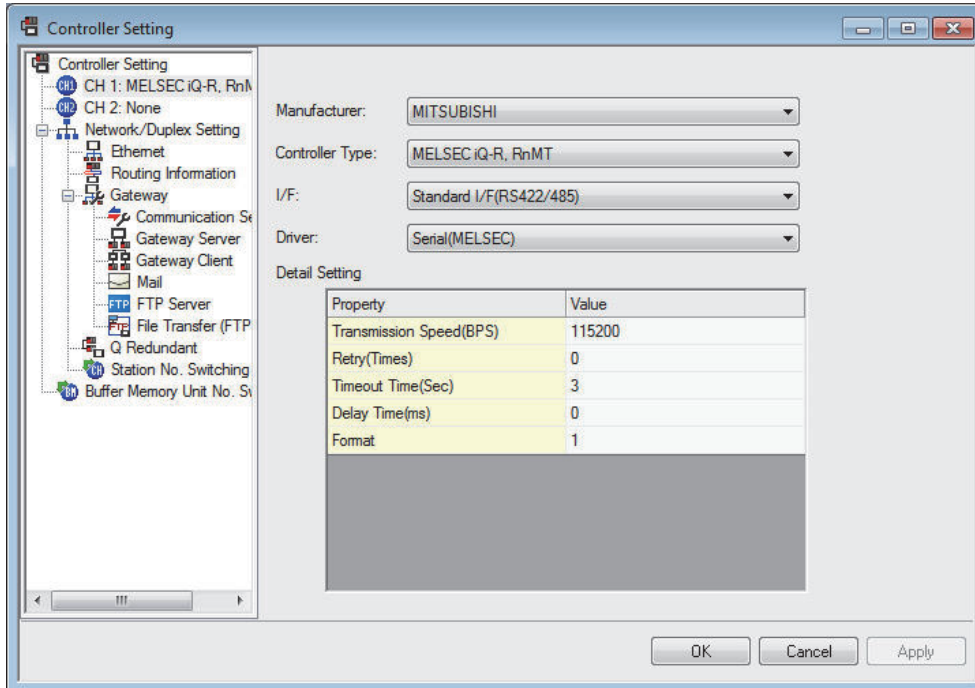 Controller Setting
Controller Setting
CH1 CH 1: MELSEC iQ-R, RnM
CH2 CH 2: None
Network/Duplex Setting
Ethernet
Routing Information
Gateway
Communication Se
Gateway Server
Gateway Client
Mail
FTP FTP Server
FTP File Transfer (FTP
Q Redundant
CH Station No. Switching
BM Buffer Memory Unit No. Sw
Manufacturer: MITSUBISHI
Controller Type: MELSEC iQ-R, RnMT
I/F: Standard I/F(RS422/485)
Driver: Serial(MELSEC)
Detail Setting
Property Value
Transmission Speed(BPS) 115200
Retry(Times) 0
Timeout Time(Sec) 3
Delay Time(ms) 0
Format 1
OK Cancel Apply